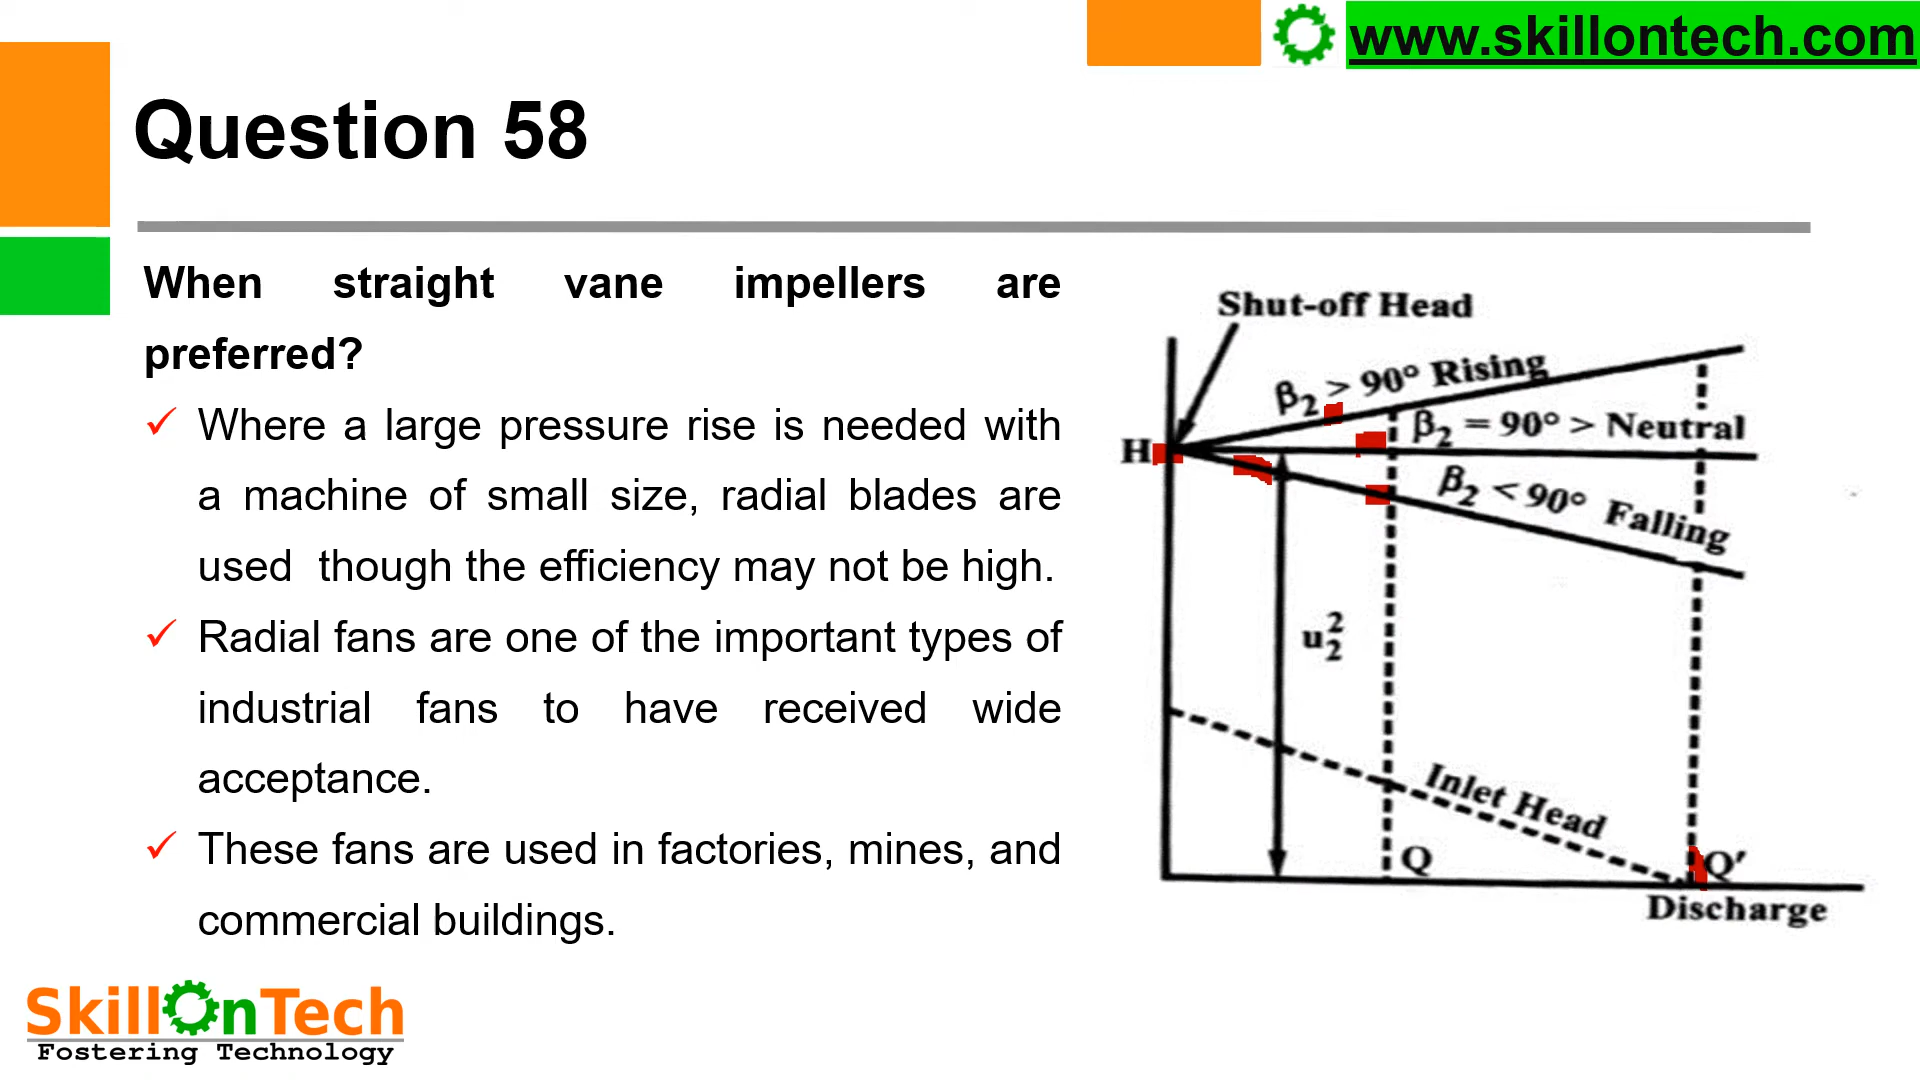 www.skillontech.com
Question 58
When straight vane impellers are
preferred?
✓ Where a large pressure rise is needed with
a machine of small size, radial blades are
used though the efficiency may not be high.
✓ Radial fans are one of the important types of
industrial fans to have received wide
acceptance.
✓ These fans are used in factories, mines, and
commercial buildings.
Shut-off Head
β₂ > 90° Rising
β₂ = 90° > Neutral
H
β₂ < 90° Falling
u₂²
Inlet Head
Q
Q′
Discharge
SkillOnTech
Fostering Technology